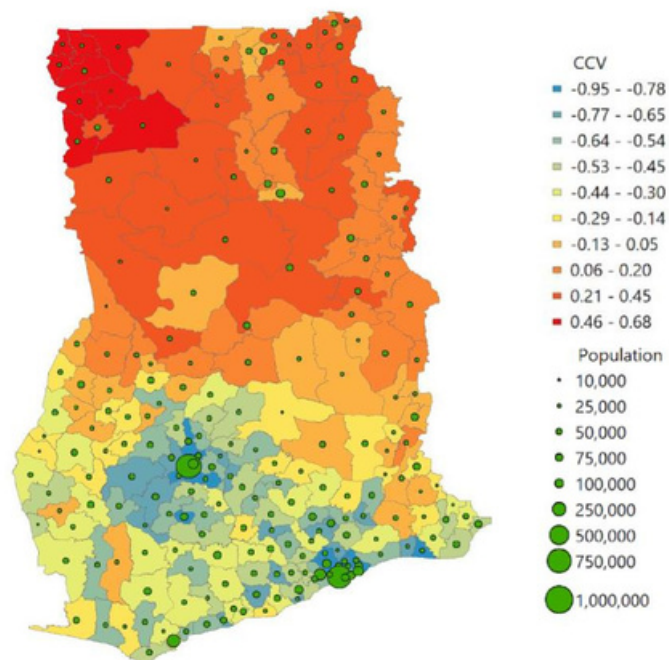 CCV
-0.95 - -0.78
-0.77 - -0.65
-0.64 - -0.54
-0.53 - -0.45
-0.44 - -0.30
-0.29 - -0.14
-0.13 - 0.05
0.06 - 0.20
0.21 - 0.45
0.46 - 0.68
Population
10,000
25,000
50,000
75,000
100,000
250,000
500,000
750,000
1,000,000